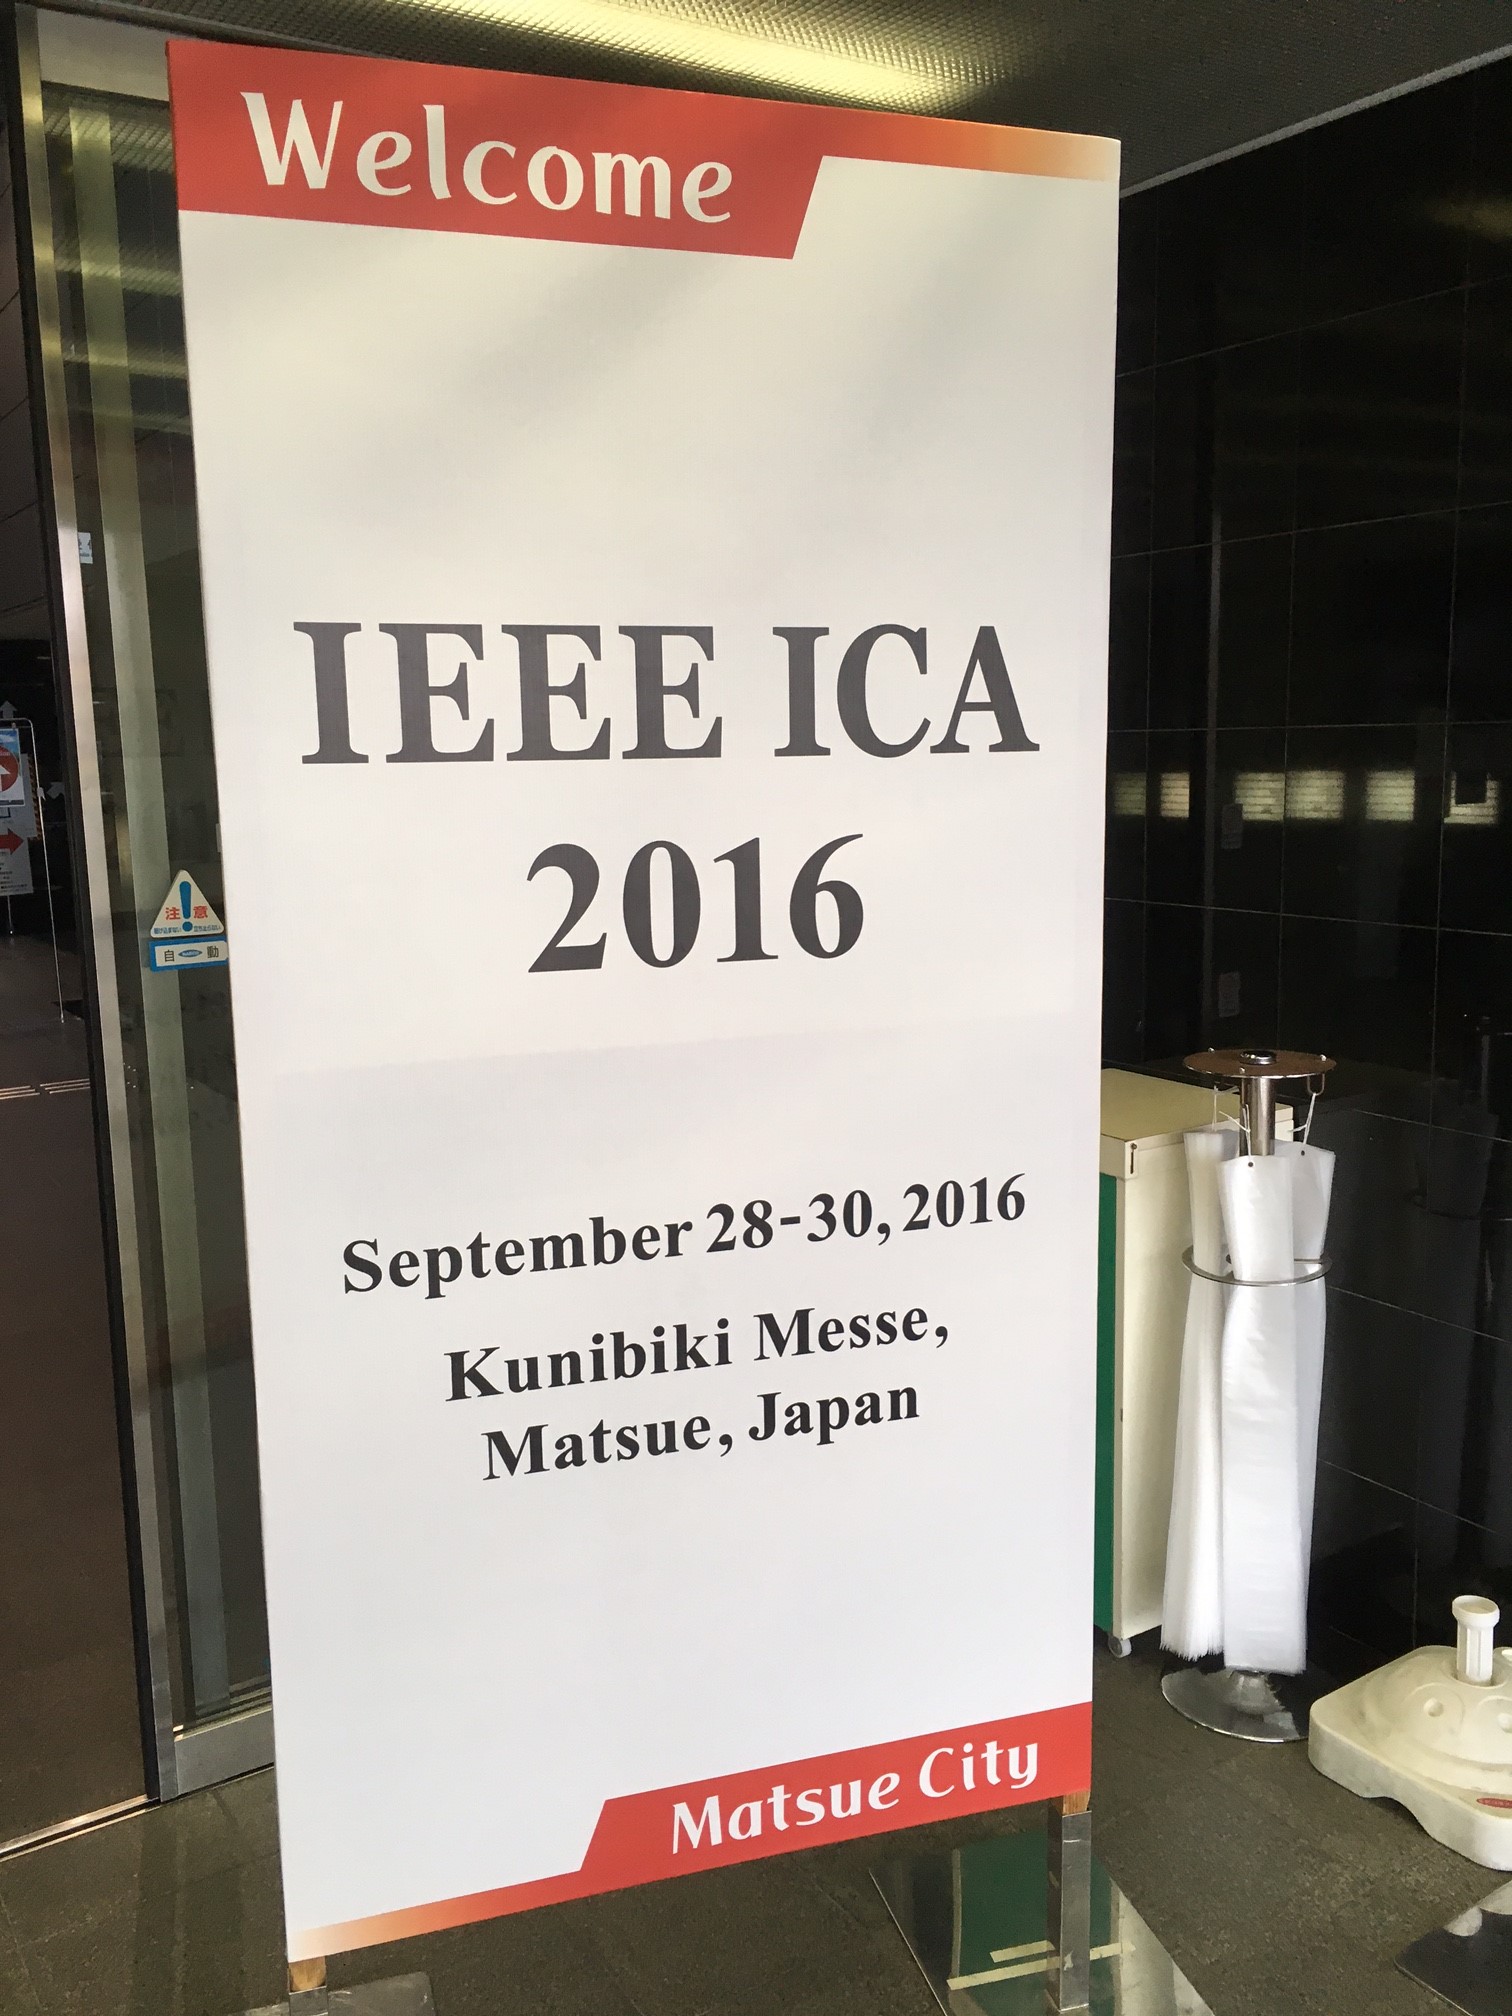 Welcome
IEEE ICA
2016
September 28-30, 2016
Kunibiki Messe,
Matsue, Japan
Matsue City
注意
自動